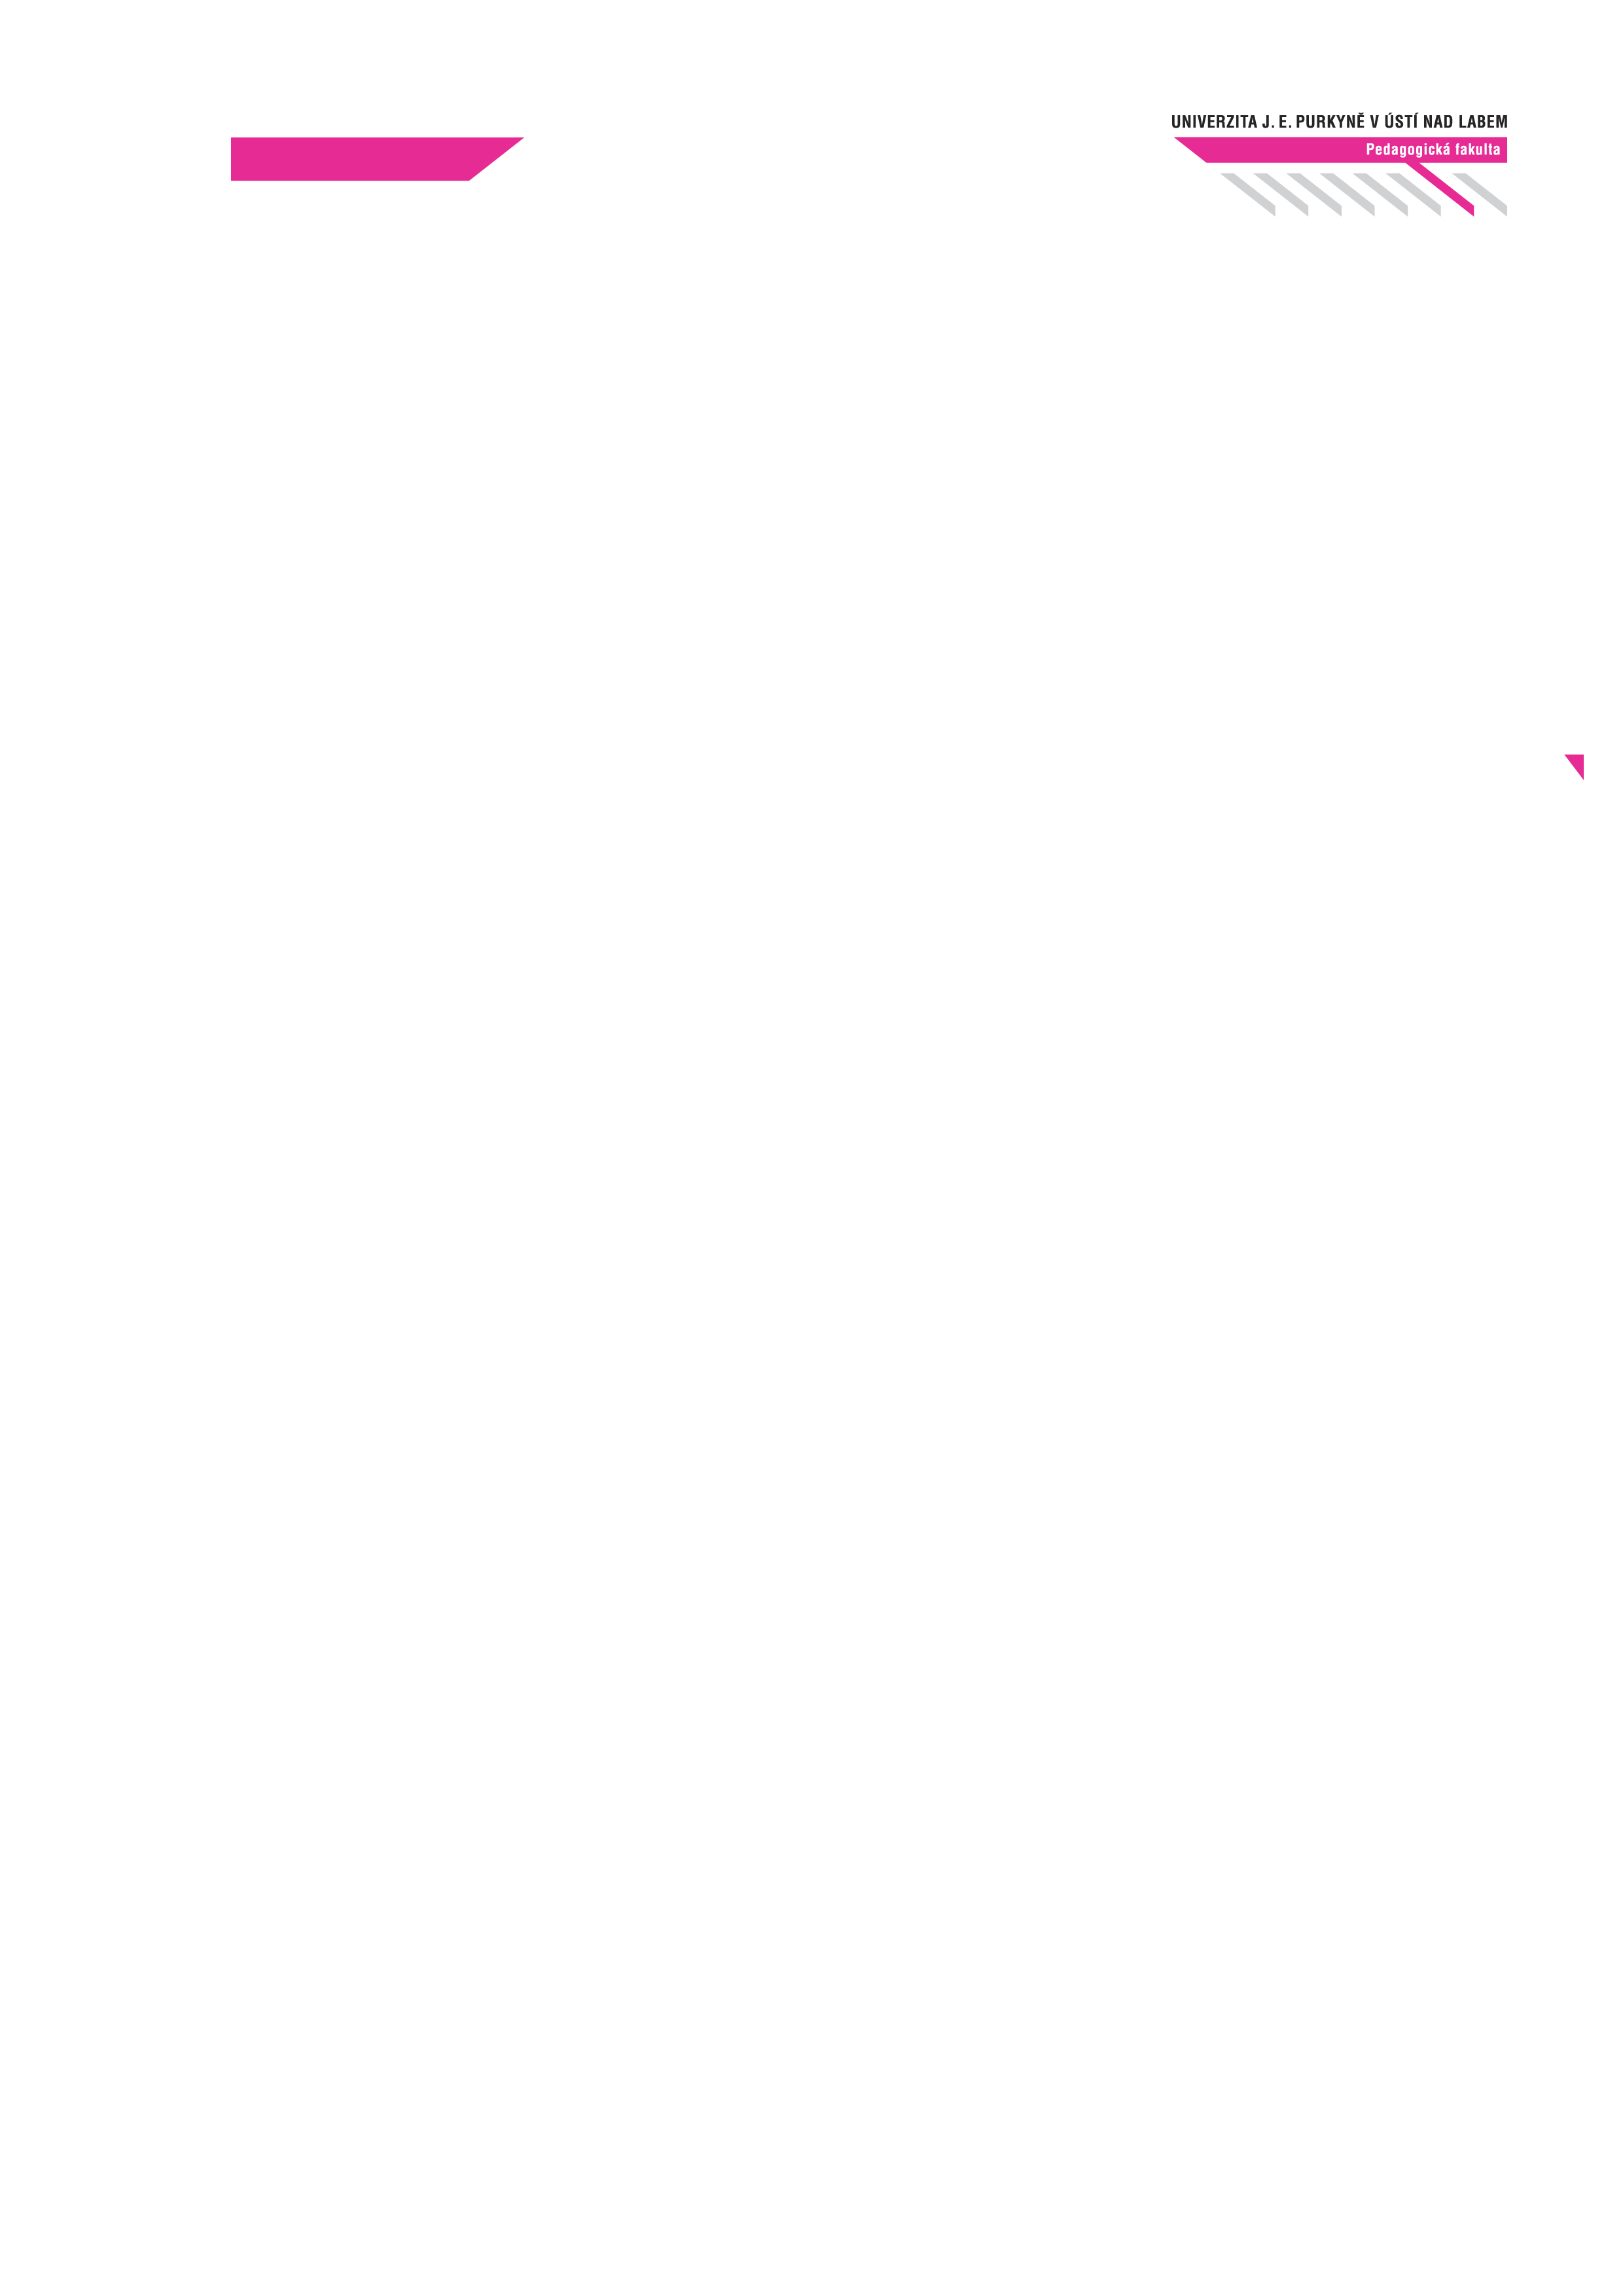 UNIVERZITA J. E. PURKYNĚ V ÚSTÍ NAD LABEM
Pedagogická fakulta